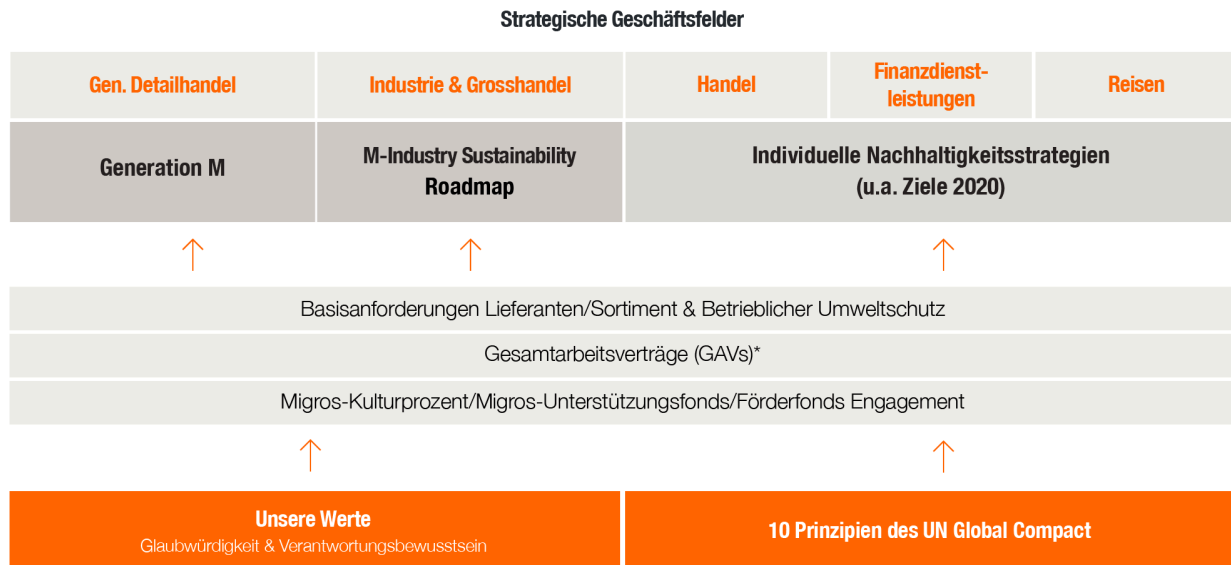 Strategische Geschäftsfelder
Gen. Detailhandel
Industrie & Grosshandel
Handel
Finanzdienst-
leistungen
Reisen
Generation M
M-Industry Sustainability
Roadmap
Individuelle Nachhaltigkeitsstrategien
(u.a. Ziele 2020)
Basisanforderungen Lieferanten/Sortiment & Betrieblicher Umweltschutz
Gesamtarbeitsverträge (GAVs)*
Migros-Kulturprozent/Migros-Unterstützungsfonds/Förderfonds Engagement
Unsere Werte
Glaubwürdigkeit & Verantwortungsbewusstsein
10 Prinzipien des UN Global Compact